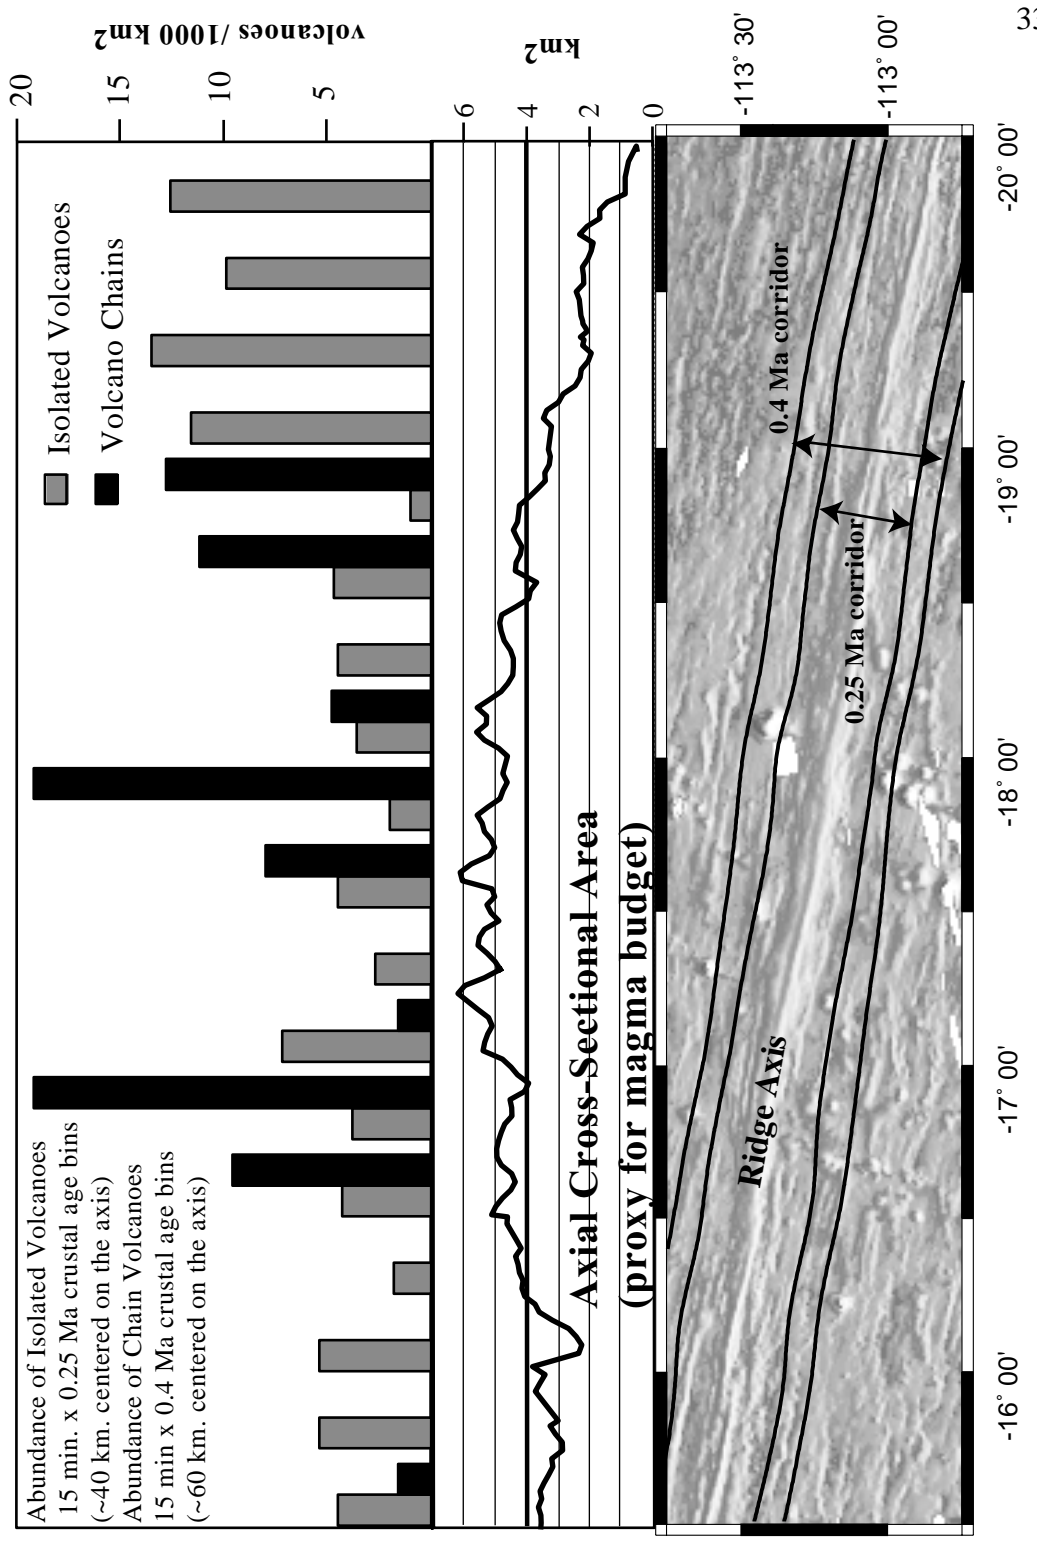 33
volcanoes /1000 km2
20
15
10
5
Isolated Volcanoes
Volcano Chains
Abundance of Isolated Volcanoes
15 min. x 0.25 Ma crustal age bins
(~40 km. centered on the axis)
Abundance of Chain Volcanoes
15 min x 0.4 Ma crustal age bins
(~60 km. centered on the axis)
km2
6
4
2
0
Axial Cross-Sectional Area
(proxy for magma budget)
-113° 30'
-113° 00'
0.4 Ma corridor
0.25 Ma corridor
Ridge Axis
-16° 00'
-17° 00'
-18° 00'
-19° 00'
-20° 00'